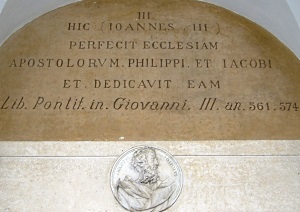 III
HIC (IOANNES III)
PERFECIT ECCLESIAM
APOSTOLORVM. PHILIPPI. ET IACOBI
ET. DEDICAVIT EAM
Lib. Pontif. in. Giovanni. III. an. 561. 574